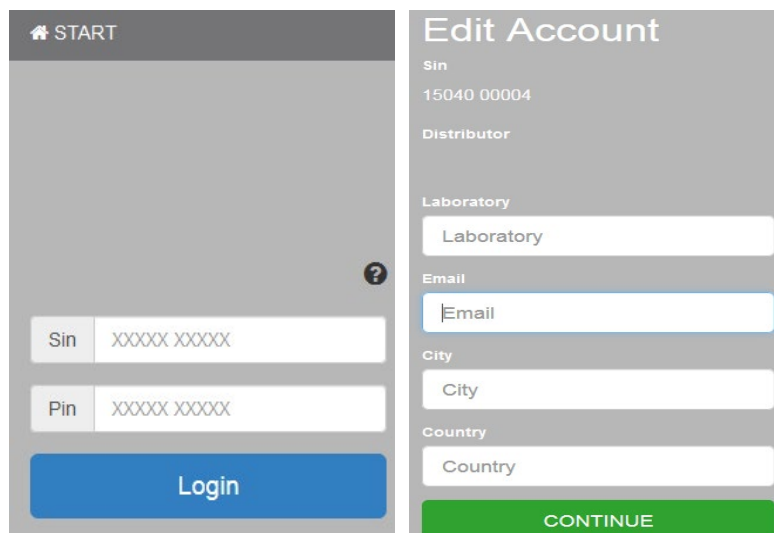 START
Sin XXXXX XXXXX
Pin XXXXX XXXXX
Login
Edit Account
Sin
15040 00004
Distributor
Laboratory
Laboratory
Email
Email
City
City
Country
Country
CONTINUE